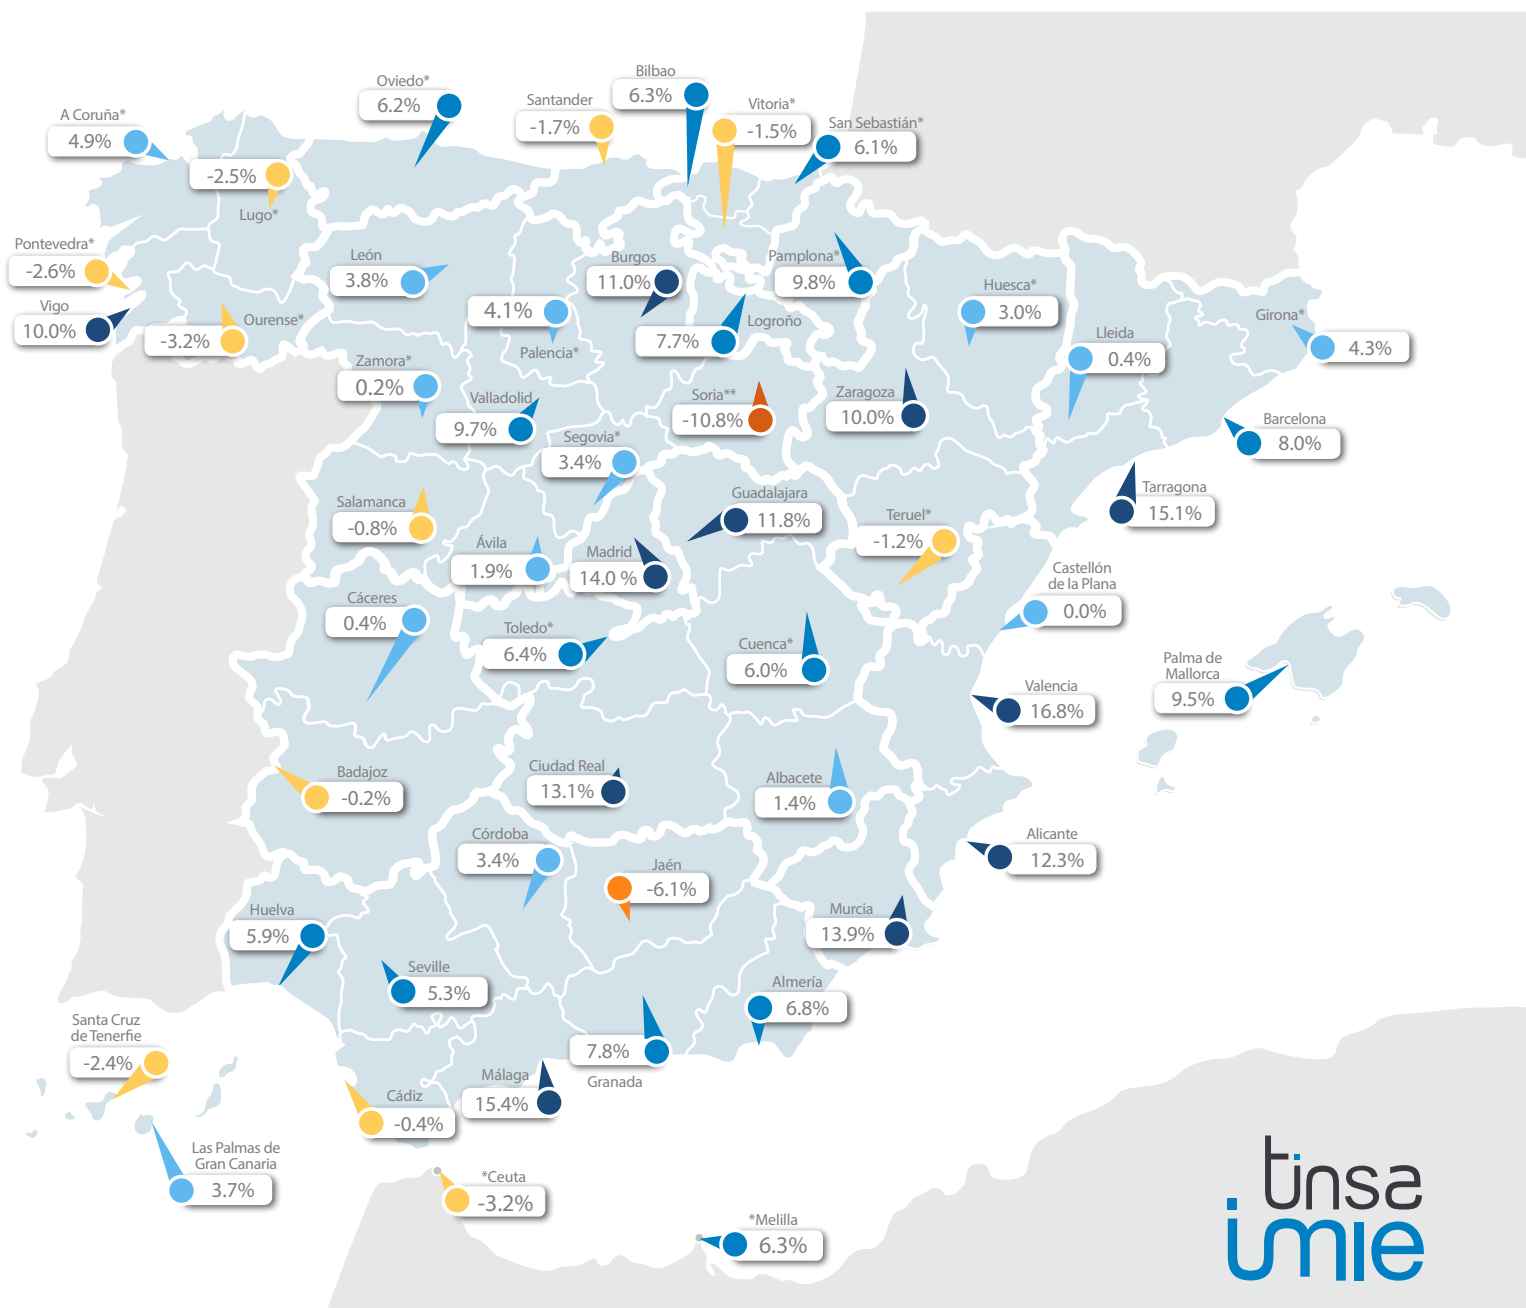 Oviedo*
6.2%
Bilbao
6.3%
Santander
-1.7%
Vitoria*
-1.5%
San Sebastián*
6.1%
A Coruña*
4.9%
-2.5%
Lugo*
Pontevedra*
-2.6%
Vigo
10.0%
-3.2%
Ourense*
León
3.8%
4.1%
Palencia*
Burgos
11.0%
7.7%
Logroño
Pamplona*
9.8%
Huesca*
3.0%
Lleida
0.4%
Girona*
4.3%
Zamora*
0.2%
Valladolid
9.7%
Segovia*
3.4%
Soria**
-10.8%
Zaragoza
10.0%
Barcelona
8.0%
Tarragona
15.1%
Salamanca
-0.8%
Ávila
1.9%
Madrid
14.0 %
Guadalajara
11.8%
Teruel*
-1.2%
Castellón
de la Plana
0.0%
Cáceres
0.4%
Toledo*
6.4%
Cuenca*
6.0%
Valencia
16.8%
Palma de
Mallorca
9.5%
Badajoz
-0.2%
Ciudad Real
13.1%
Albacete
1.4%
Alicante
12.3%
Córdoba
3.4%
Jaén
-6.1%
Murcia
13.9%
Huelva
5.9%
Seville
5.3%
Almería
6.8%
7.8%
Granada
Málaga
15.4%
Cádiz
-0.4%
Santa Cruz
de Tenerfie
-2.4%
Las Palmas de
Gran Canaria
3.7%
*Ceuta
-3.2%
*Melilla
6.3%
tinsa
imie